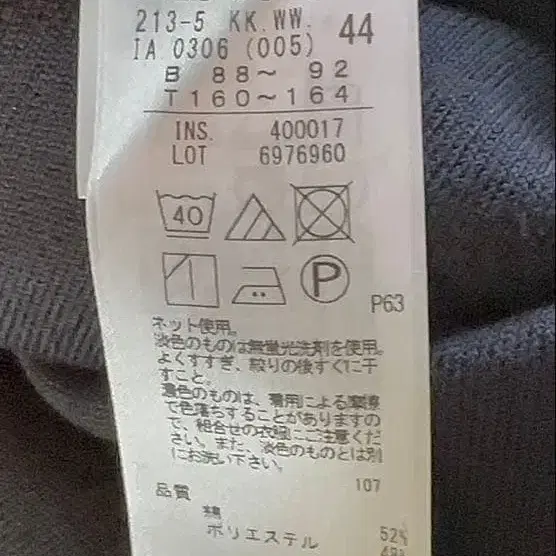 213-5 KK.WW. 44
IA 0306 (005)
B 88～ 92
T160～164
INS. 400017
LOT 6976960
40
P
P63
ネット使用。
淡色のものは無蛍光洗剤を使用。
よくすすぎ、絞りの後すぐに干
すこと。
濃色のものは、着用による摩擦
で色落ちすることがありますの
で、組合せの衣服にご注意くだ
さい。また、淡色のものとは別
にお洗い下さい。
107
品質
綿 52%
ポリエステル 48%